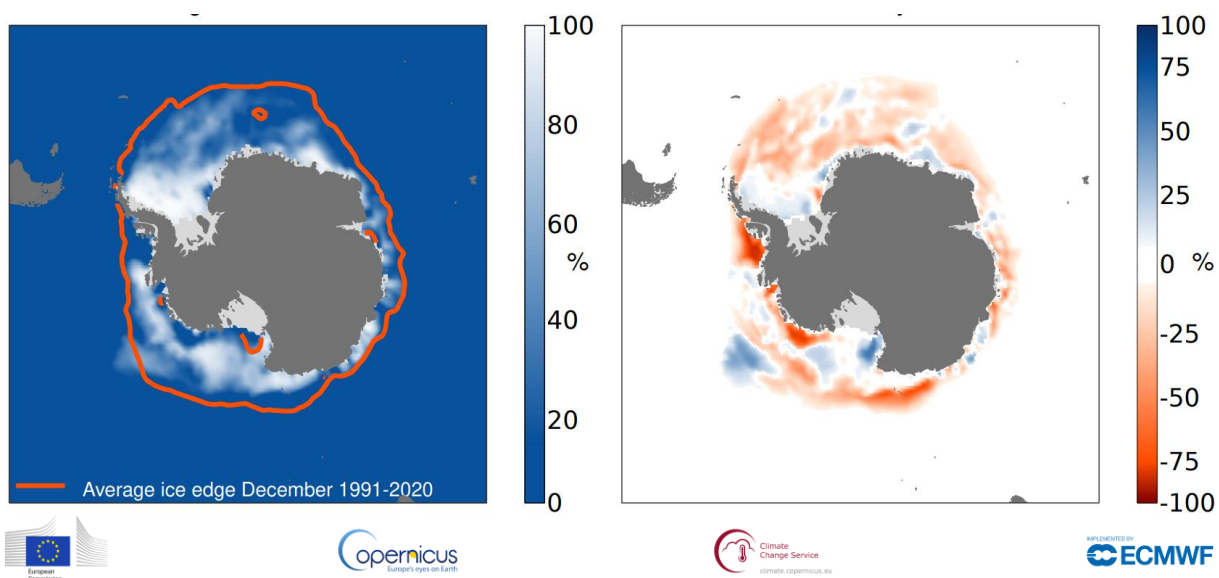 100
80
60
%
40
20
0
Average ice edge December 1991-2020
100
75
50
25
0 %
-25
-50
-75
-100
European
opernicus
Europe's eyes on Earth
Climate
Change Service
climate.copernicus.eu
IMPLEMENTED BY
ECMWF